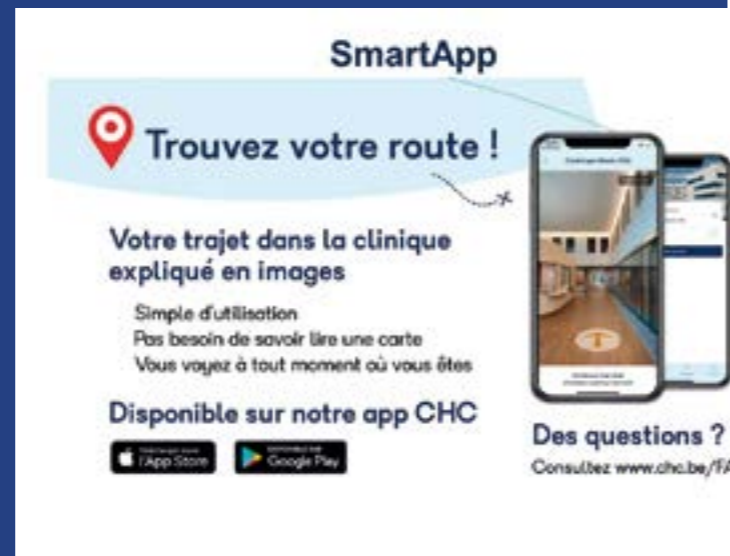 SmartApp
Trouvez votre route !
Votre trajet dans la clinique
expliqué en images
Simple d'utilisation
Pas besoin de savoir lire une carte
Vous voyez à tout moment où vous êtes
Disponible sur notre app CHC
l'App Store
Google Play
Des questions ?
Consultez www.chc.be/FA